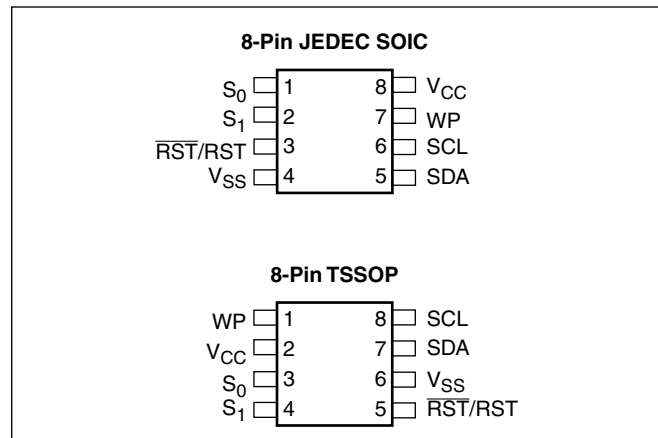 8-Pin JEDEC SOIC
S0 1 8 VCC
S1 2 7 WP
R̅S̅T̅/RST 3 6 SCL
VSS 4 5 SDA
8-Pin TSSOP
WP 1 8 SCL
VCC 2 7 SDA
S0 3 6 VSS
S1 4 5 R̅S̅T̅/RST